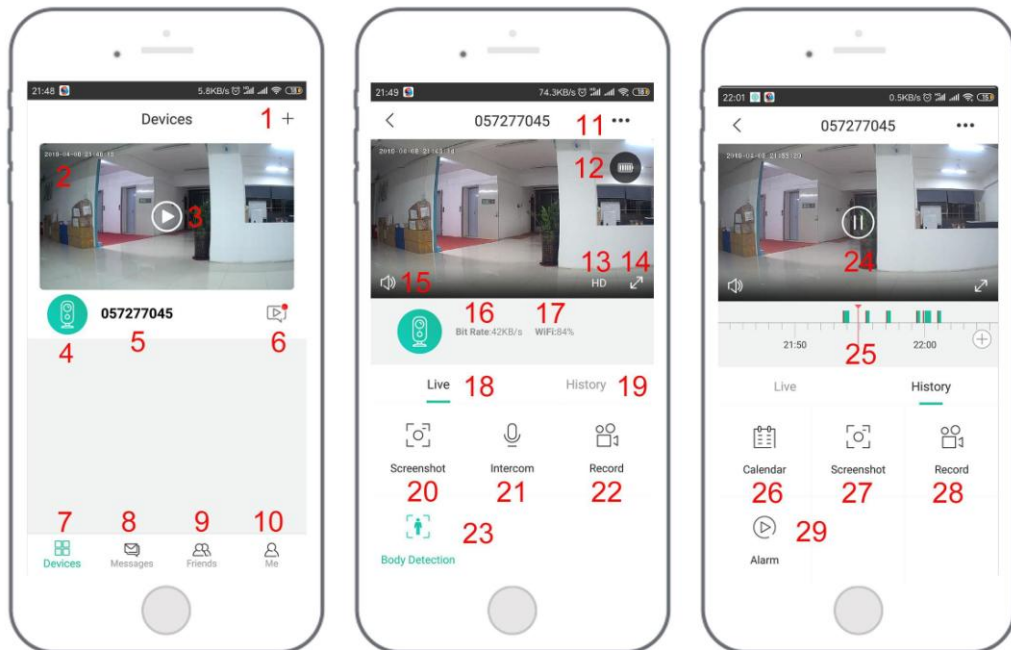 21:48 5.8KB/s 18
Devices 1 +
2
3
057277045
4 5 6
7 8 9 10
Devices Messages Friends Me
21:49 74.3KB/s 18
057277045 11
12
13 14
15 HD
16 17
Bit Rate:42KB/s WiFi:84%
Live 18 History 19
Screenshot Intercom Record
20 21 22
23
Body Detection
22:01 0.5KB/s 18
057277045
24
21:50 25 22:00
Live History
Calendar Screenshot Record
26 27 28
29
Alarm